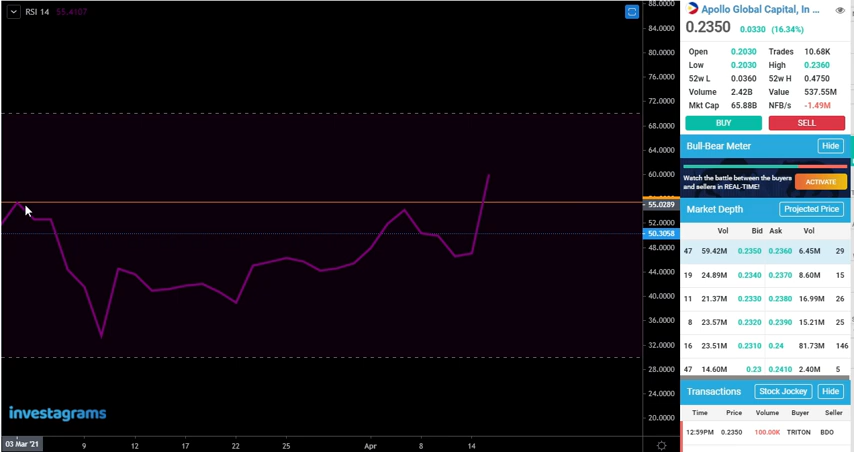 RSI 14 55.4107
88.0000
84.0000
80.0000
76.0000
72.0000
68.0000
64.0000
60.0000
55.0289
52.0000
50.3058
48.0000
44.0000
40.0000
36.0000
32.0000
28.0000
24.0000
20.0000
investagrams
03 Mar '21 9 12 17 22 25 Apr 8 14
Apollo Global Capital, In ...
0.2350 0.0330 (16.34%)
Open 0.2030 Trades 10.68K
Low 0.2030 High 0.2360
52w L 0.0360 52w H 0.4750
Volume 2.42B Value 537.55M
Mkt Cap 65.88B NFB/s -1.49M
BUY SELL
Bull-Bear Meter Hide
Watch the battle between the buyers
and sellers in REAL-TIME!
ACTIVATE
Market Depth Projected Price
Vol Bid Ask Vol
47 59.42M 0.2350 0.2360 6.45M 29
19 24.89M 0.2340 0.2370 8.60M 15
11 21.37M 0.2330 0.2380 16.99M 26
8 23.57M 0.2320 0.2390 15.21M 25
16 23.51M 0.2310 0.24 81.73M 146
47 14.60M 0.23 0.2410 2.40M 5
Transactions Stock Jockey Hide
Time Price Volume Buyer Seller
12:59PM 0.2350 100.00K TRITON BDO